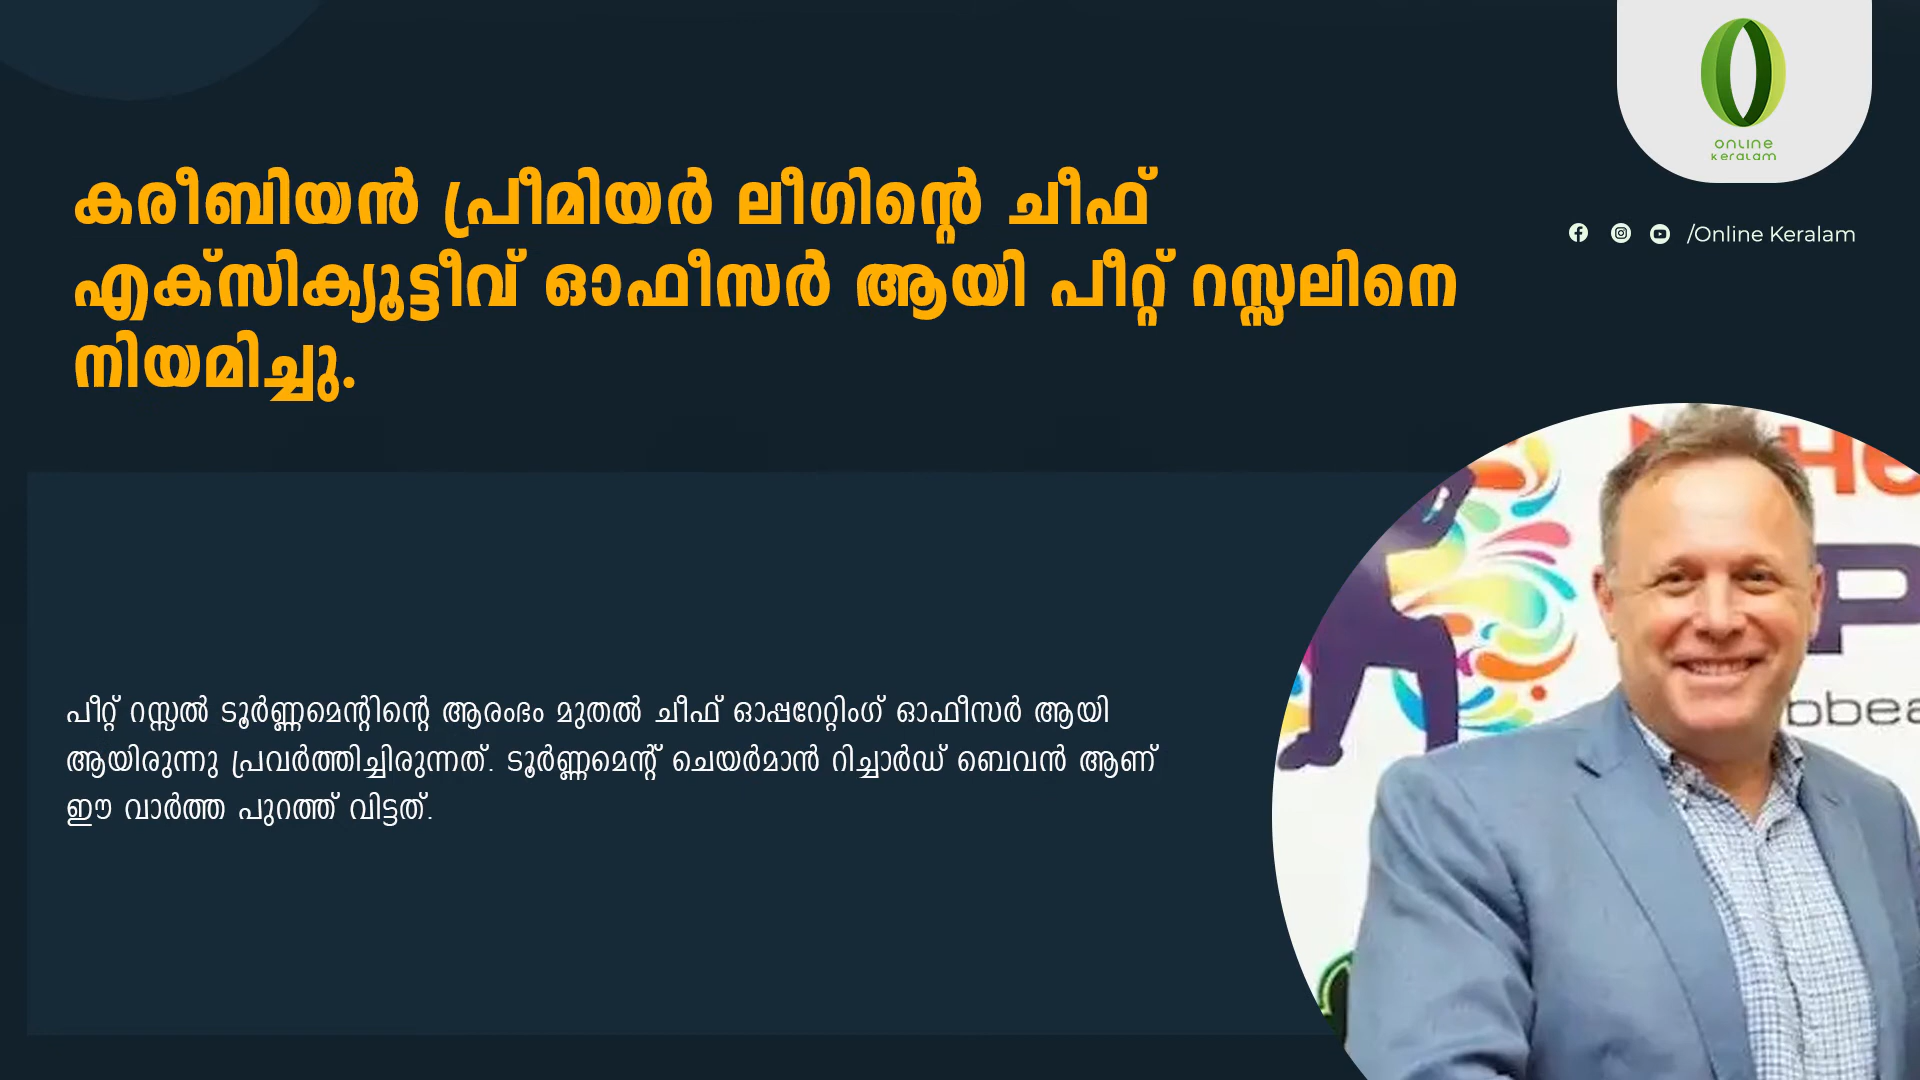 online
keralam
/Online Keralam
കരീബിയൻ പ്രീമിയർ ലീഗിന്റെ ചീഫ്
എക്സിക്യൂട്ടീവ് ഓഫീസർ ആയി പീറ്റ് റസ്സലിനെ
നിയമിച്ചു.
പീറ്റ് റസ്സൽ ടൂർണ്ണമെന്റിന്റെ ആരംഭം മുതൽ ചീഫ് ഓപ്പറേറ്റിംഗ് ഓഫീസർ ആയി
ആയിരുന്നു പ്രവർത്തിച്ചിരുന്നത്. ടൂർണ്ണമെന്റ് ചെയർമാൻ റിച്ചാർഡ് ബെവൻ ആണ്
ഈ വാർത്ത പുറത്ത് വിട്ടത്.